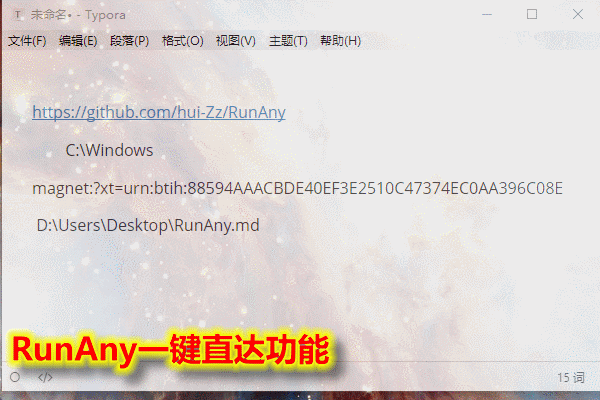 T 未命名• - Typora
文件(F) 编辑(E) 段落(P) 格式(O) 视图(V) 主题(T) 帮助(H)
https://github.com/hui-Zz/RunAny
C:\Windows
magnet:?xt=urn:btih:88594AAACBDE40EF3E2510C47374EC0AA396C08E
D:\Users\Desktop\RunAny.md
RunAny一键直达功能
</> 15 词